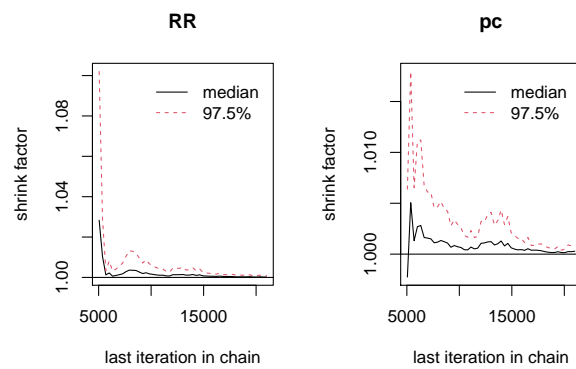 RR
shrink factor
1.00
1.04
1.08
median
97.5%
5000
15000
last iteration in chain
pc
shrink factor
1.000
1.010
median
97.5%
5000
15000
last iteration in chain